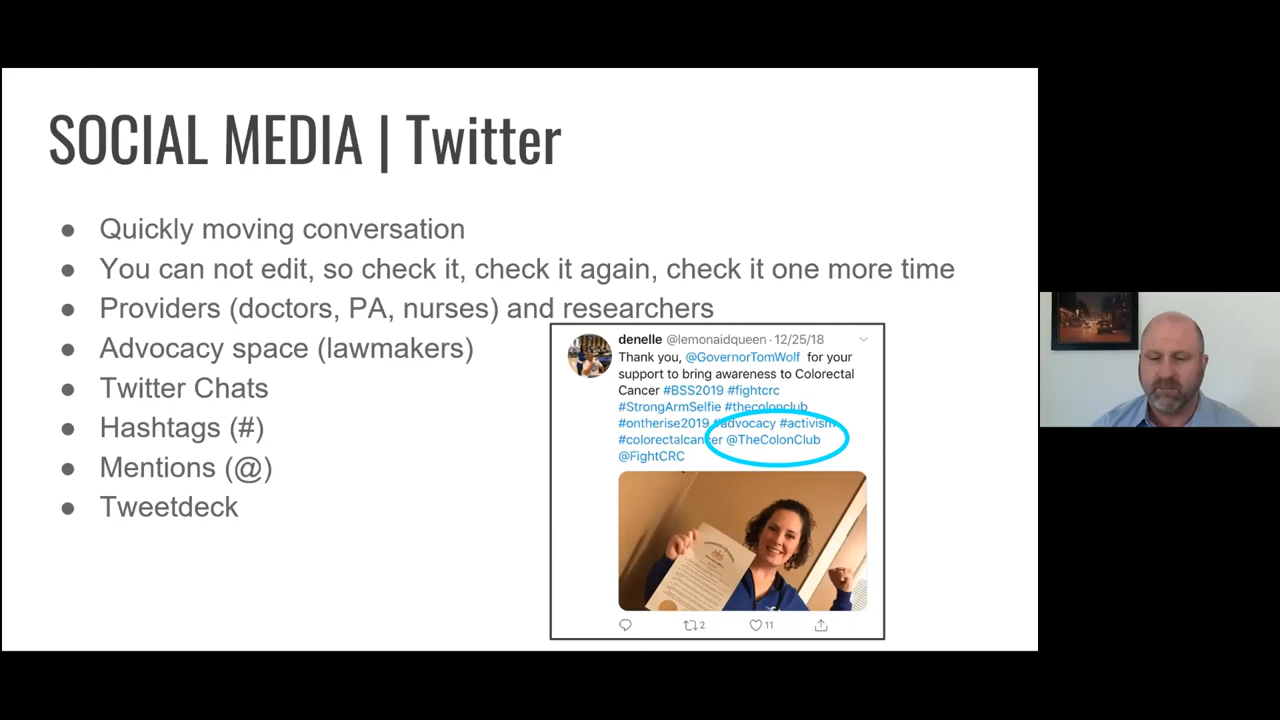 SOCIAL MEDIA | Twitter
● Quickly moving conversation
● You can not edit, so check it, check it again, check it one more time
● Providers (doctors, PA, nurses) and researchers
● Advocacy space (lawmakers)
● Twitter Chats
● Hashtags (#)
● Mentions (@)
● Tweetdeck
denelle @lemonaidqueen · 12/25/18
Thank you, @GovernorTomWolf for your
support to bring awareness to Colorectal
Cancer #BSS2019 #fightcrc
#StrongArmSelfie #thecolonclub
#ontherise2019 #advocacy #activism
#colorectalcancer @TheColonClub
@FightCRC
2
11